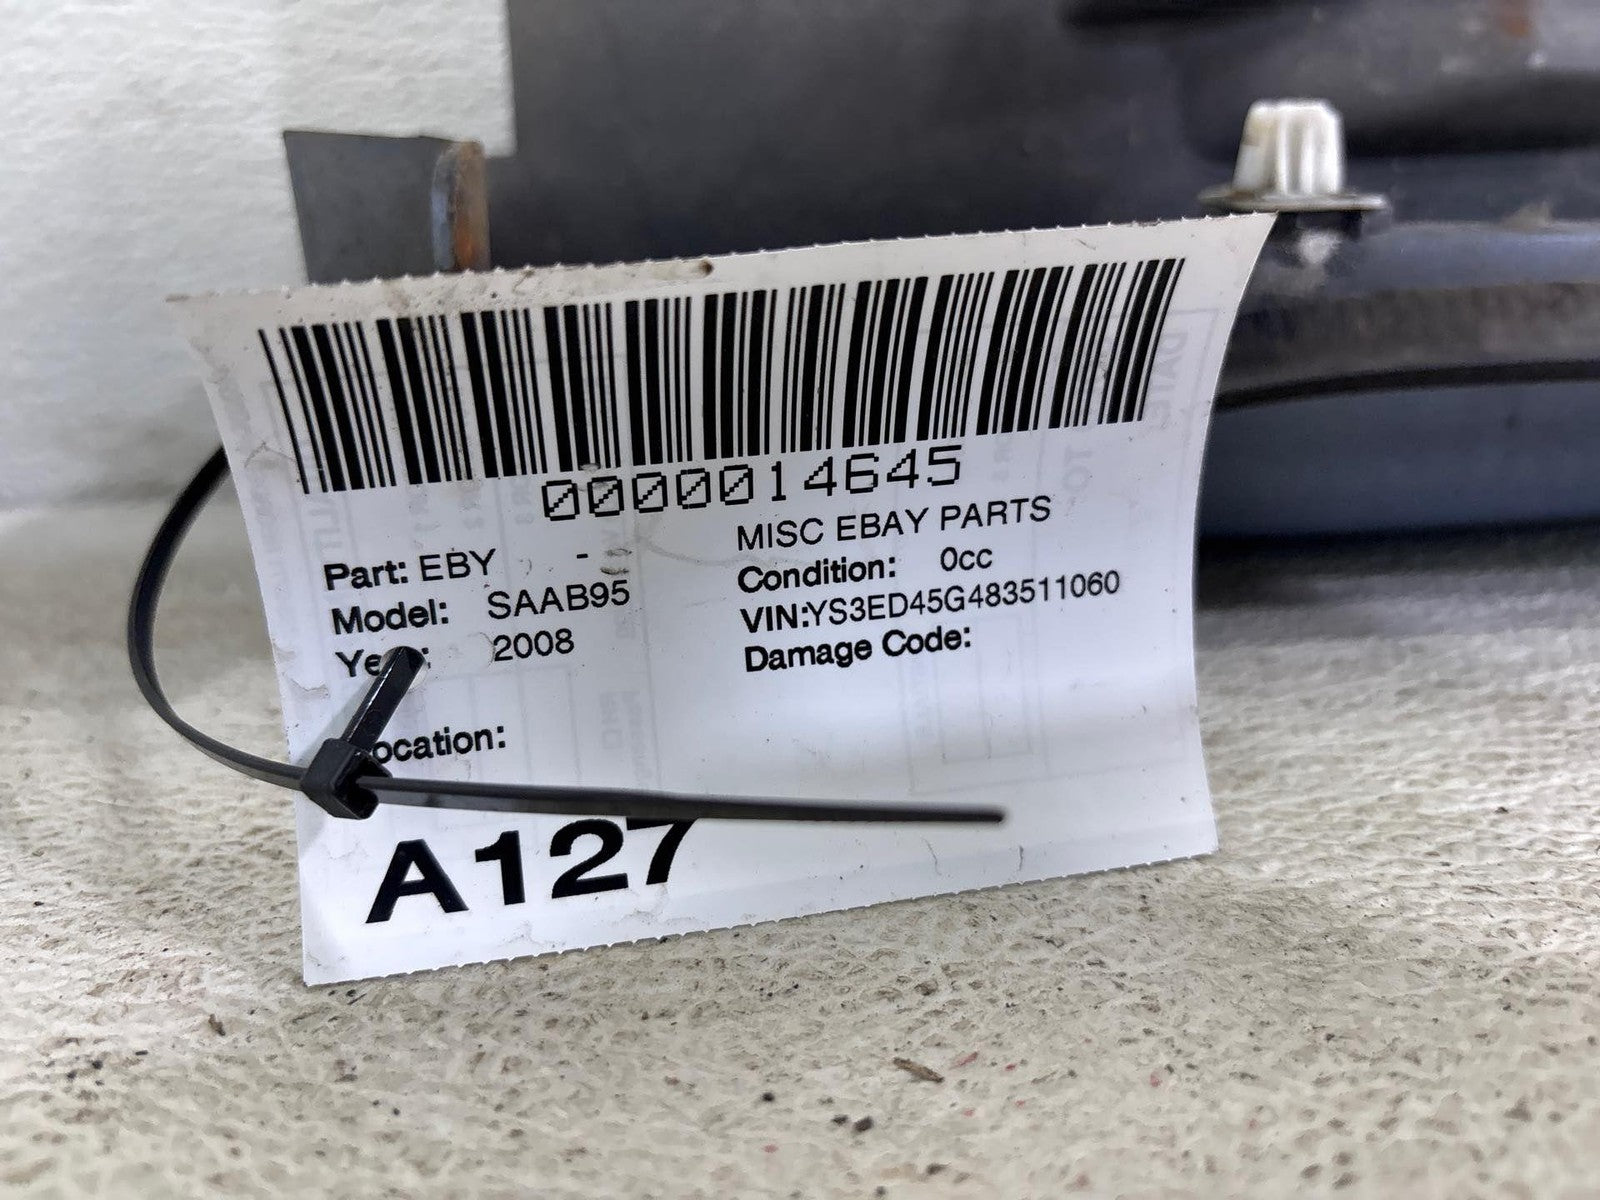 0000014645
Part: EBY - MISC EBAY PARTS
Model: SAAB95 Condition: 0cc
2008 VIN:YS3ED45G483511060
Damage Code:
ocation:
A127